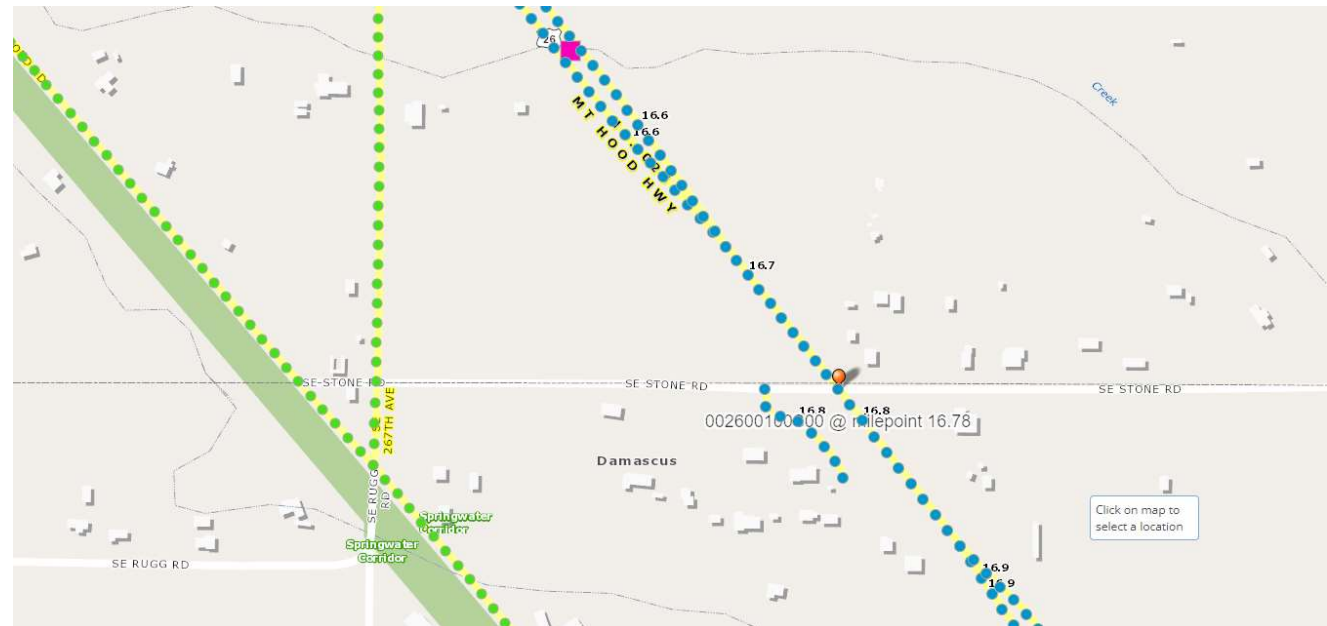 26
Creek
16.6
16.6
MT HOOD HWY
16.7
SE STONE RD
SE STONE RD
SE STONE RD
SE
267TH AVE
16.8
16.8
002600100S00 @ milepoint 16.78
Damascus
SE RUGG
RD
Springwater
Corridor
Springwater
Corridor
Click on map to
select a location
SE RUGG RD
16.9
16.9